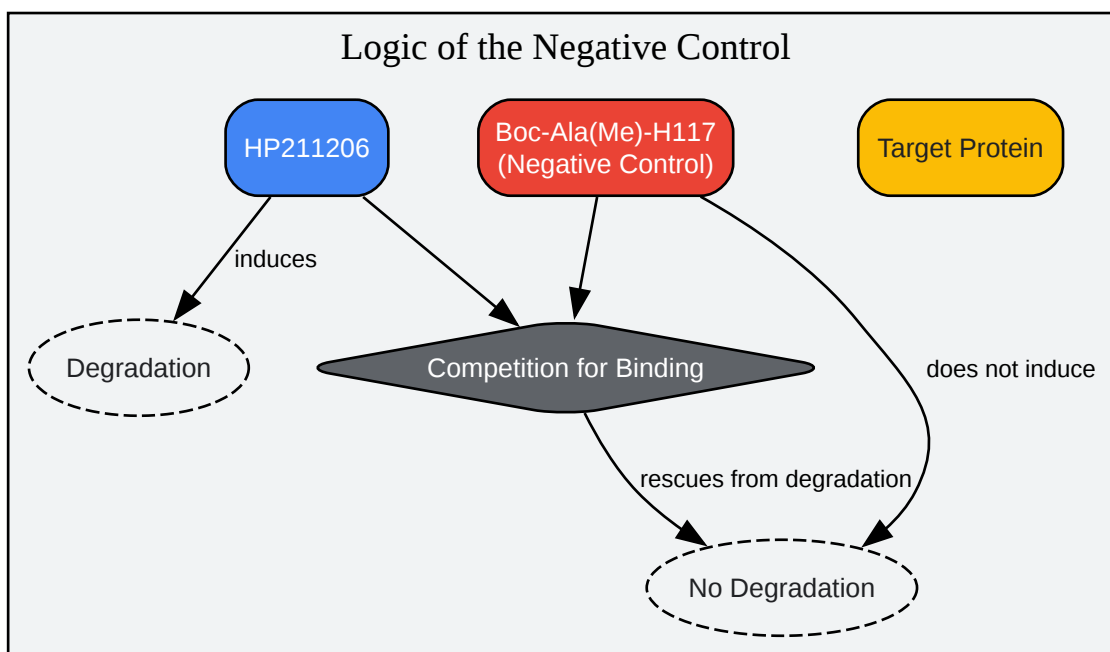 Logic of the Negative Control
HP211206
Boc-Ala(Me)-H117
(Negative Control)
Target Protein
induces
Degradation
Competition for Binding
does not induce
rescues from degradation
No Degradation